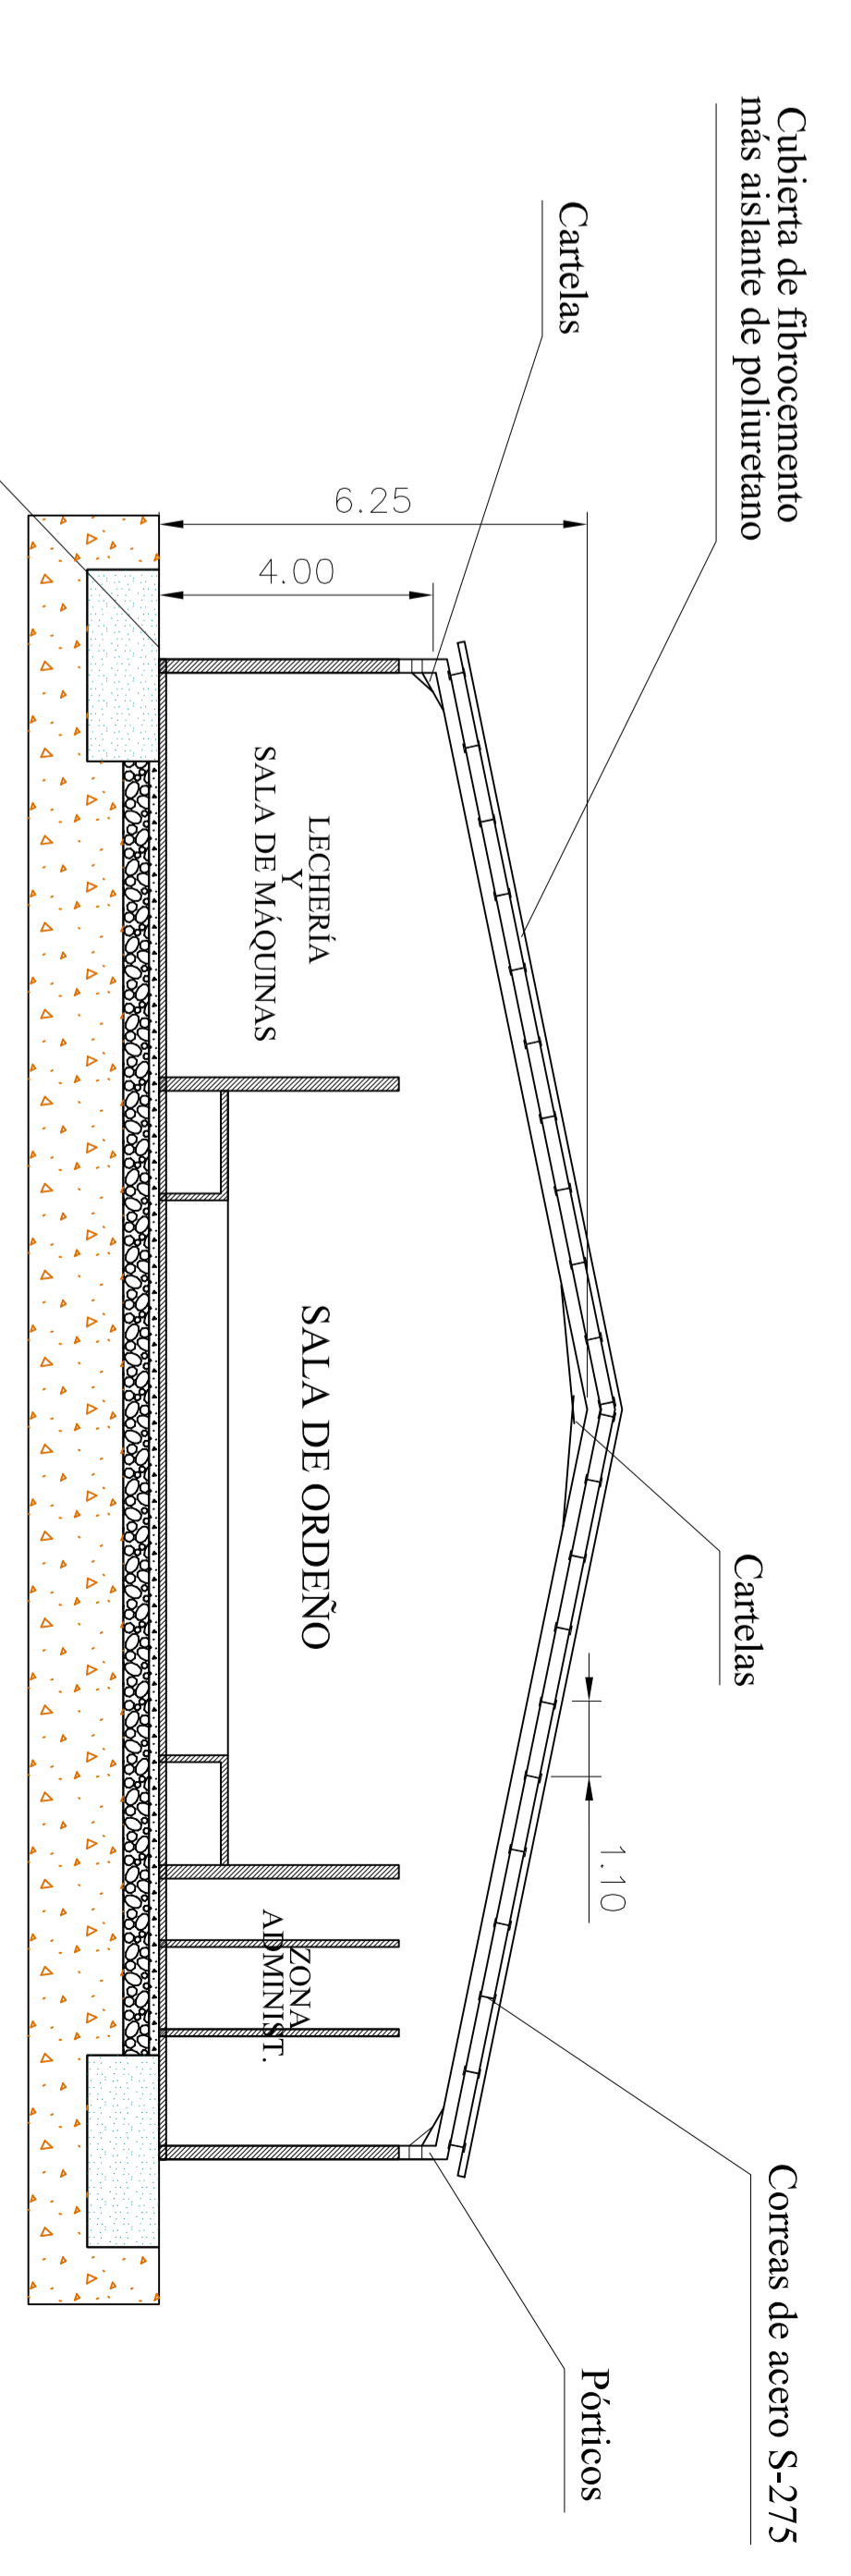 Cubierta de fibrocemento
más aislante de poliuretano
Cartelas
Cartelas
Correas de acero S-275
Pórticos
1.10
6.25
4.00
LECHERÍA
Y
SALA DE MÁQUINAS
SALA DE ORDEÑO
ZONA
ADMINIST.